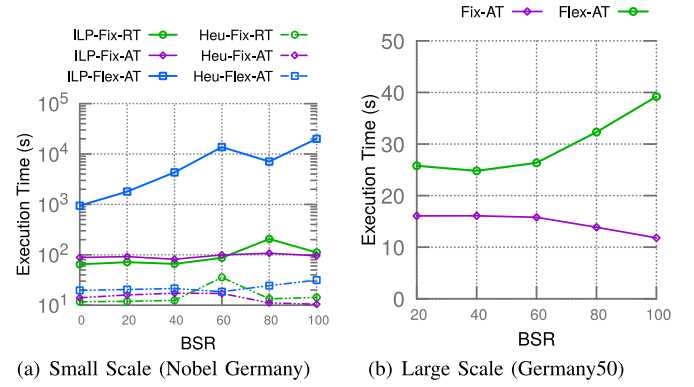 ILP-Fix-RT Heu-Fix-RT
ILP-Fix-AT Heu-Fix-AT
ILP-Flex-AT Heu-Flex-AT
Execution Time (s)
10^5
10^4
10^3
10^2
10^1
0 20 40 60 80 100
BSR
(a) Small Scale (Nobel Germany)
Fix-AT Flex-AT
Execution Time (s)
50
40
30
20
10
0
20 40 60 80 100
BSR
(b) Large Scale (Germany50)